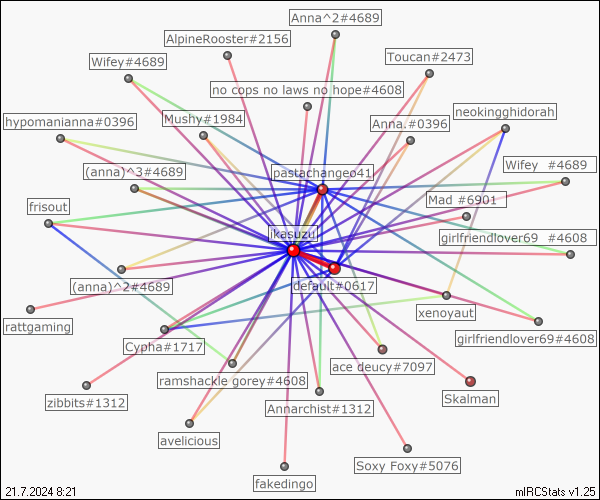 Anna^2#4689
AlpineRooster#2156
Toucan#2473
Wifey#4689
no cops no laws no hope#4608
neokingghidorah
hypomanianna#0396
Mushy#1984
Anna.#0396
(anna)^3#4689
pastachangeo41
Wifey #4689
Mad #6901
frisout
jkasuzu
girlfriendlover69 #4608
(anna)^2#4689
default#0617
rattgaming
xenoyaut
Cypha#1717
girlfriendlover69#4608
ace deucy#7097
ramshackle gorey#4608
zibbits#1312
Annarchist#1312
Skalman
avelicious
Soxy Foxy#5076
fakedingo
21.7.2024 8:21
mIRCStats v1.25